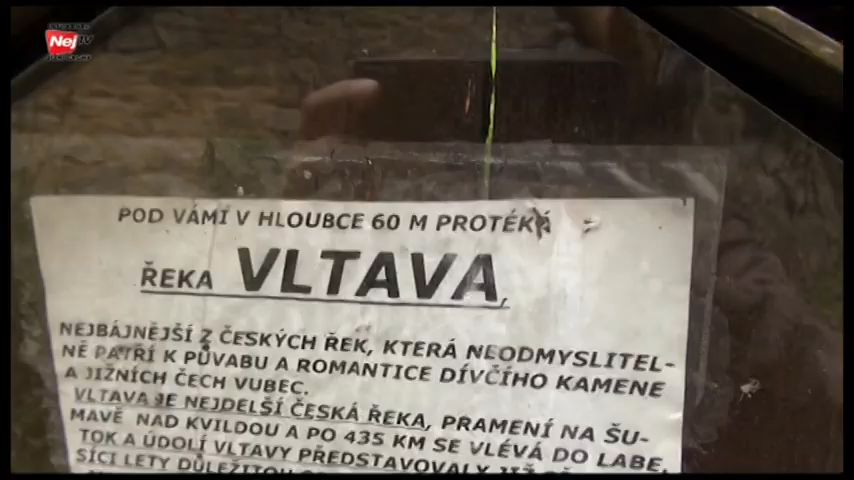 Nej TV
POD VÁMI V HLOUBCE 60 M PROTÉKÁ
ŘEKA VLTAVA,
NEJBÁJNĚJŠÍ Z ČESKÝCH ŘEK, KTERÁ NEODMYSLITEL-
NĚ PATŘÍ K PŮVABU A ROMANTICE DÍVČÍHO KAMENE
A JIŽNÍCH ČECH VUBEC.
VLTAVA JE NEJDELŠÍ ČESKÁ ŘEKA, PRAMENÍ NA ŠU-
MAVĚ NAD KVILDOU A PO 435 KM SE VLÉVÁ DO LABE.
TOK A ÚDOLÍ VLTAVY PŘEDSTAVOVALY JIŽ
SÍCI LETY DŮLEŽITOU